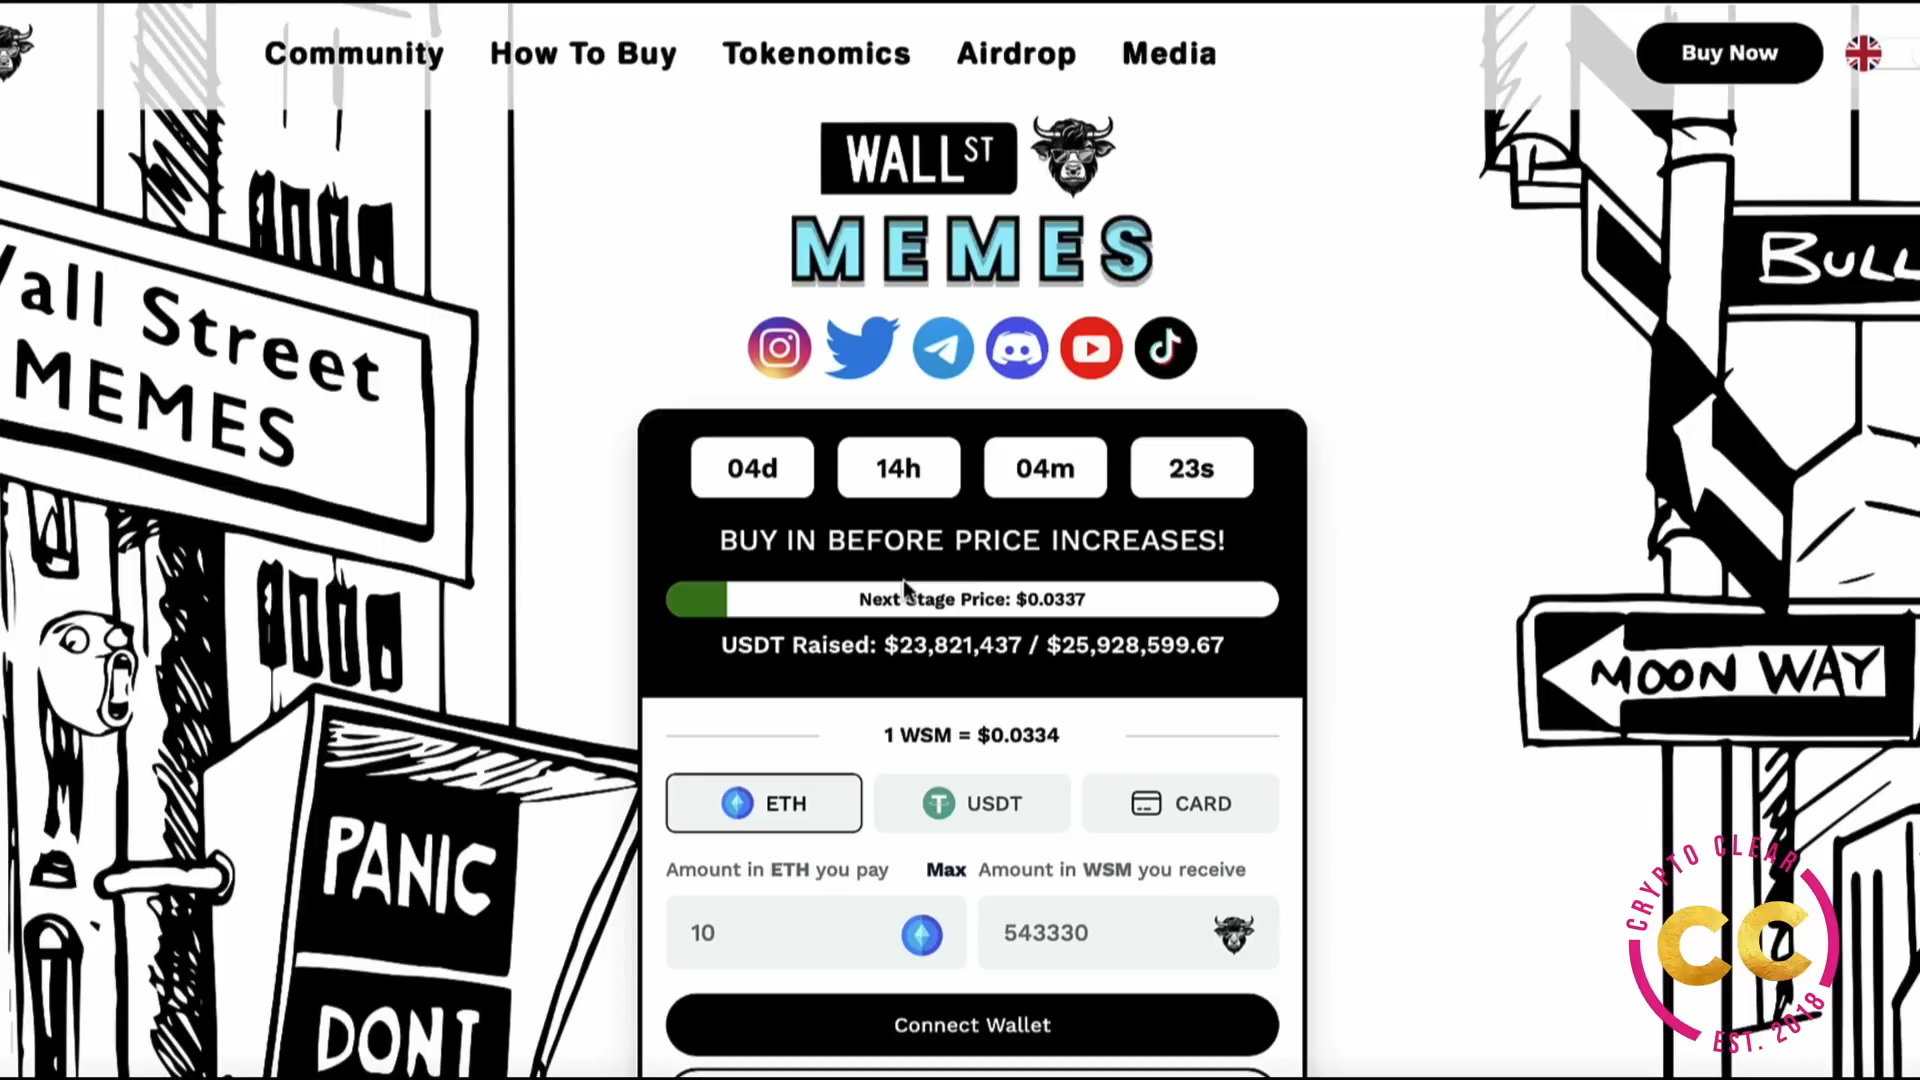 Community How To Buy Tokenomics Airdrop Media Buy Now
WALL ST
MEMES
Street
MEMES
MOON WAY
04d 14h 04m 23s
BUY IN BEFORE PRICE INCREASES!
Next Stage Price: $0.0337
USDT Raised: $23,821,437 / $25,928,599.67
1 WSM = $0.0334
ETH USDT CARD
Amount in ETH you pay Max Amount in WSM you receive
10 543330
Connect Wallet
PANIC
DONT
CRYPTO CLEAR
CC
EST. 2018